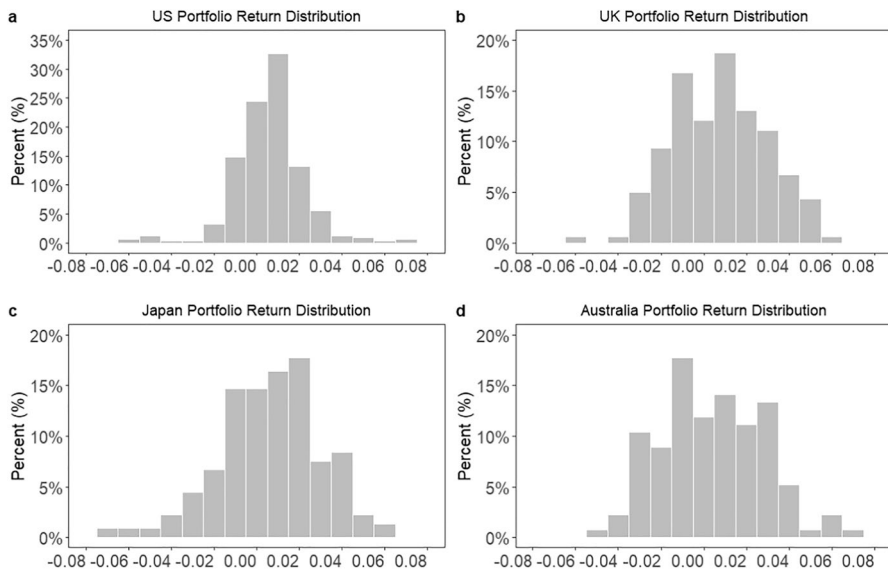 a US Portfolio Return Distribution
Percent (%)
35%
30%
25%
20%
15%
10%
5%
0%
-0.08 -0.06 -0.04 -0.02 0.00 0.02 0.04 0.06 0.08
b UK Portfolio Return Distribution
Percent (%)
20%
15%
10%
5%
0%
-0.08 -0.06 -0.04 -0.02 0.00 0.02 0.04 0.06 0.08
c Japan Portfolio Return Distribution
Percent (%)
20%
15%
10%
5%
0%
-0.08 -0.06 -0.04 -0.02 0.00 0.02 0.04 0.06 0.08
d Australia Portfolio Return Distribution
Percent (%)
20%
15%
10%
5%
0%
-0.08 -0.06 -0.04 -0.02 0.00 0.02 0.04 0.06 0.08